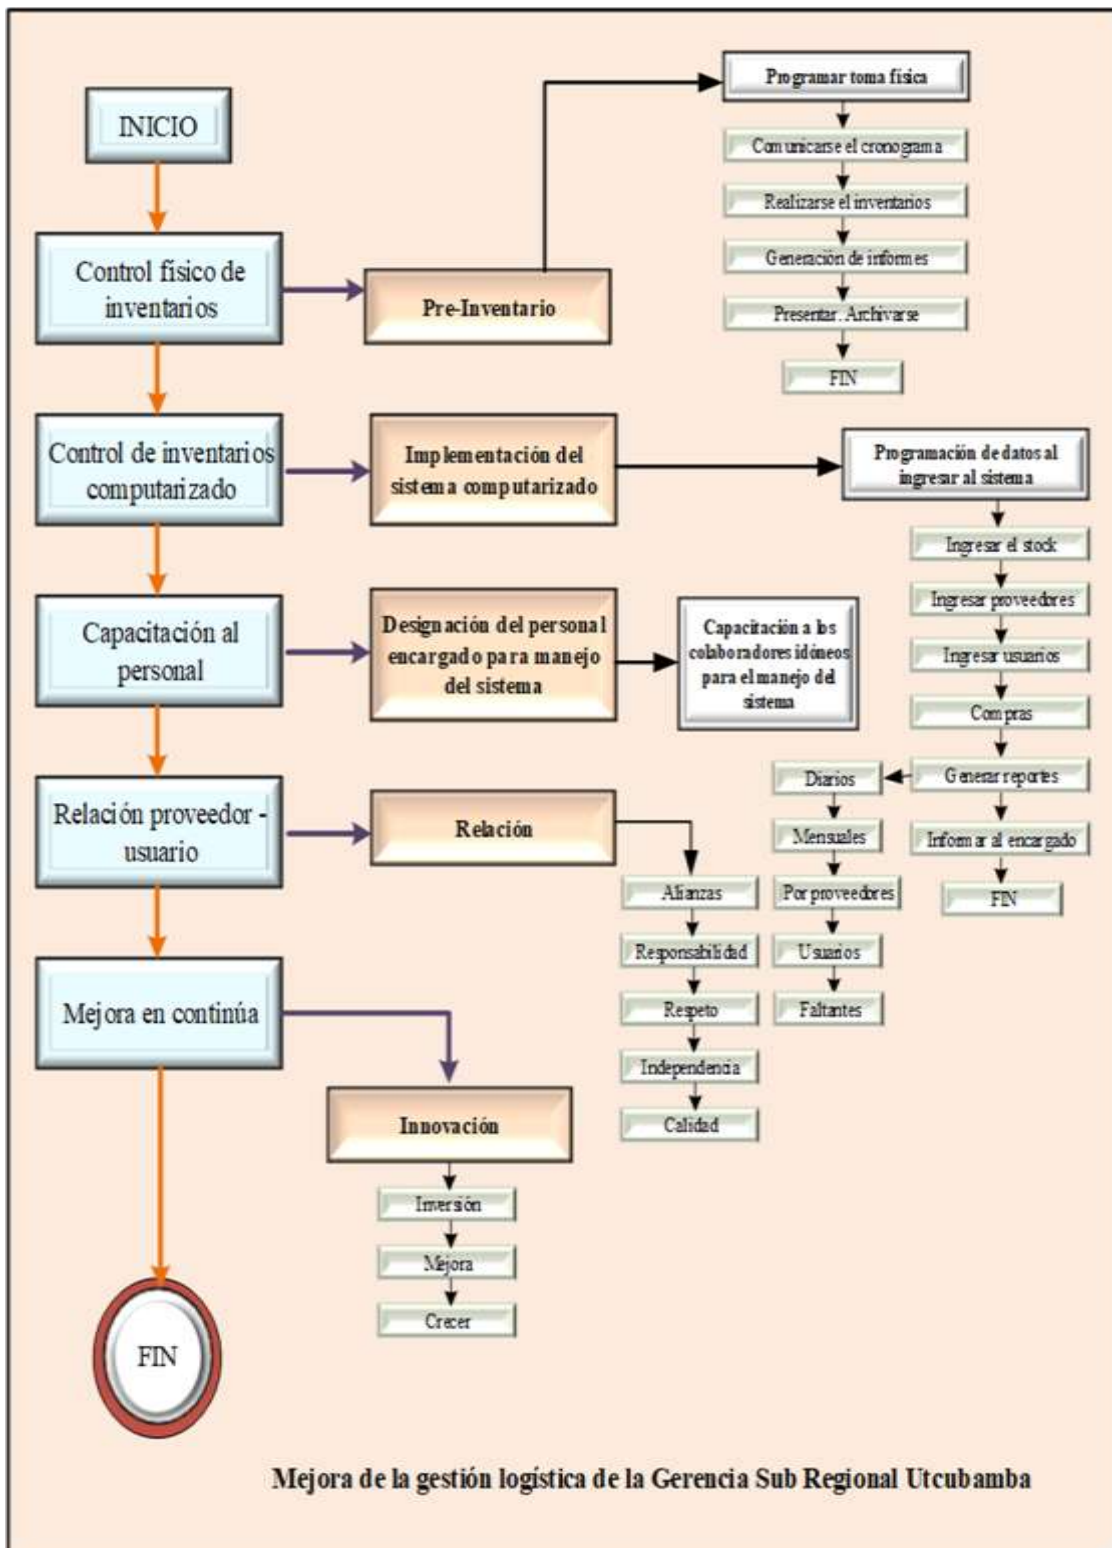 INICIO
Control físico de
inventarios
Pre-Inventario
Programar toma física
Comunicarse el cronograma
Realizarse el inventarios
Generación de informes
Presentar. Archivarse
FIN
Control de inventarios
computarizado
Implementación del
sistema computarizado
Programación de datos al
ingresar al sistema
Ingresar el stock
Ingresar proveedores
Ingresar usuarios
Compras
Generar reportes
Informar al encargado
FIN
Diarios
Mensuales
Por proveedores
Usuarios
Faltantes
Capacitación al
personal
Designación del personal
encargado para manejo
del sistema
Capacitación a los
colaboradores idóneos
para el manejo del
sistema
Relación proveedor -
usuario
Relación
Alianzas
Responsabilidad
Respeto
Independencia
Calidad
Mejora en continúa
Innovación
Inversión
Mejora
Crecer
FIN
Mejora de la gestión logística de la Gerencia Sub Regional Utcubamba